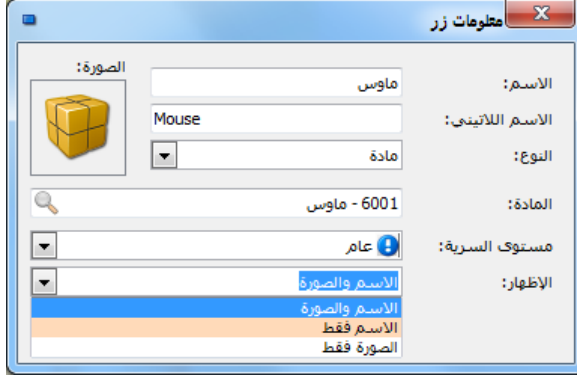 معلومات زر
الصورة:
الاسم: ماوس
الاسم اللاتيني: Mouse
النوع: مادة
المادة: 6001 - ماوس
مستوى السرية: عام
الإظهار: الاسم والصورة
الاسم والصورة
الاسم فقط
الصورة فقط